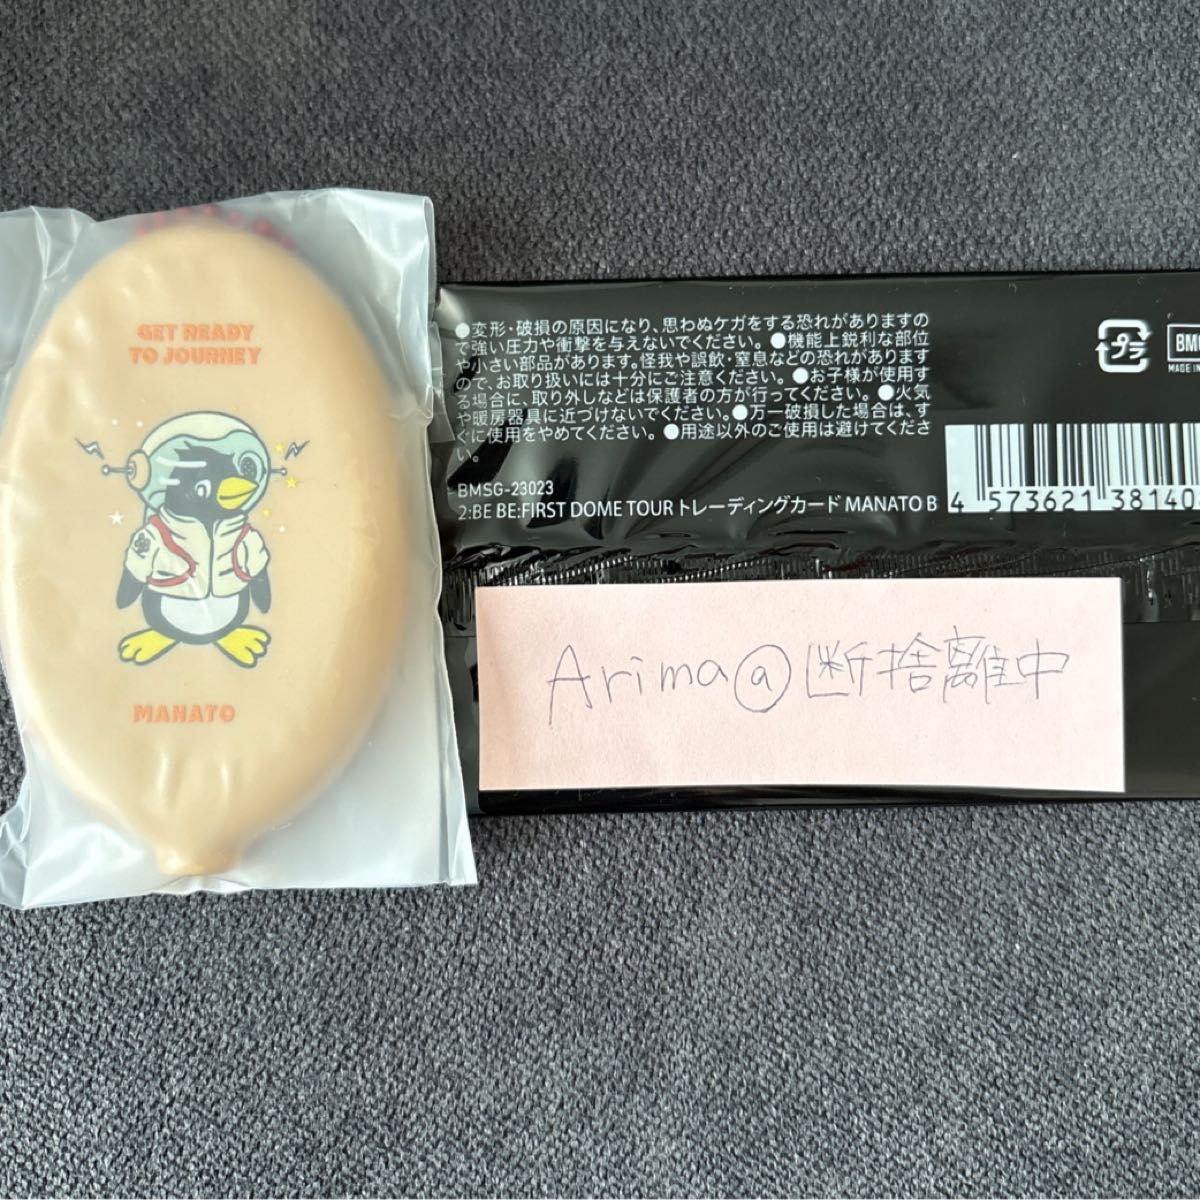 GET READY
TO JOURNEY
MANATO
●変形・破損の原因になり、思わぬケガをする恐れがありますの
で強い圧力や衝撃を与えないでください。●機能上鋭利な部位
や小さい部品があります。怪我や誤飲・窒息などの恐れがあります
ので、お取り扱いには十分にご注意ください。●お子様が使用す
る場合に、取り外しなどは保護者の方が行ってください。●火気
や暖房器具に近づけないでください。●万一破損した場合は、す
ぐに使用をやめてください。●用途以外のご使用は避けてくださ
い。
BMSG-23023
2:BE BE:FIRST DOME TOUR トレーディングカード MANATO B
プラ
MADE IN
4 573621 38140
Arima@断捨離中